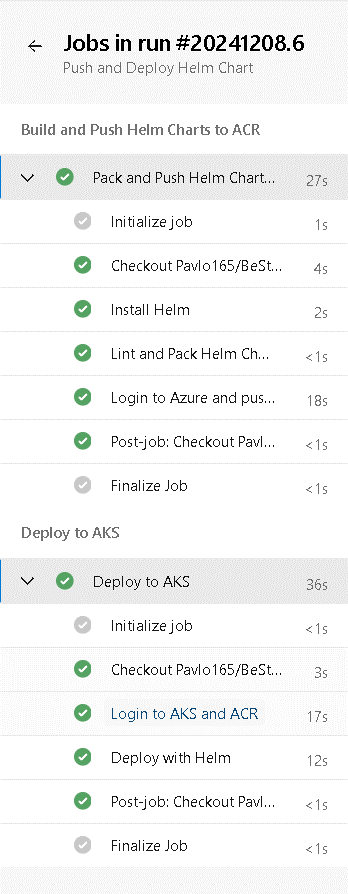 Jobs in run #20241208.6
Push and Deploy Helm Chart
Build and Push Helm Charts to ACR
Pack and Push Helm Chart... 27s
Initialize job 1s
Checkout Pavlo165/BeSt... 4s
Install Helm 2s
Lint and Pack Helm Ch... <1s
Login to Azure and pus... 18s
Post-job: Checkout Pavl... <1s
Finalize Job <1s
Deploy to AKS
Deploy to AKS 36s
Initialize job <1s
Checkout Pavlo165/BeSt... 3s
Login to AKS and ACR 17s
Deploy with Helm 12s
Post-job: Checkout Pavl... <1s
Finalize Job <1s